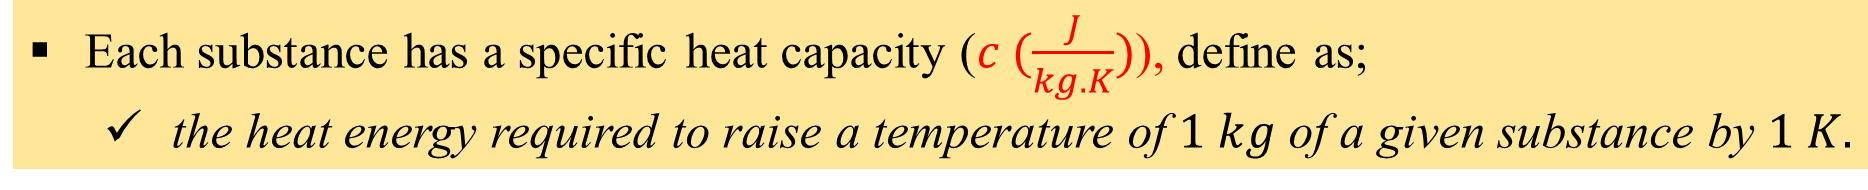 ▪ Each substance has a specific heat capacity (c (J/kg.K)), define as;
✓ the heat energy required to raise a temperature of 1 kg of a given substance by 1 K.